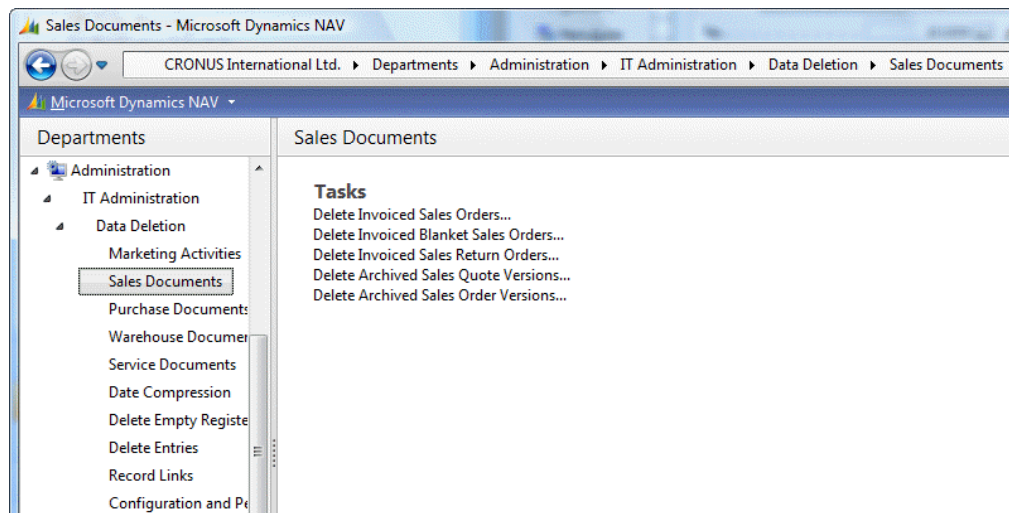 Sales Documents - Microsoft Dynamics NAV
CRONUS International Ltd. Departments Administration IT Administration Data Deletion Sales Documents
Microsoft Dynamics NAV
Departments
Sales Documents
Administration
IT Administration
Data Deletion
Marketing Activities
Sales Documents
Purchase Documents
Warehouse Documen
Service Documents
Date Compression
Delete Empty Registe
Delete Entries
Record Links
Configuration and Pe
Tasks
Delete Invoiced Sales Orders...
Delete Invoiced Blanket Sales Orders...
Delete Invoiced Sales Return Orders...
Delete Archived Sales Quote Versions...
Delete Archived Sales Order Versions...